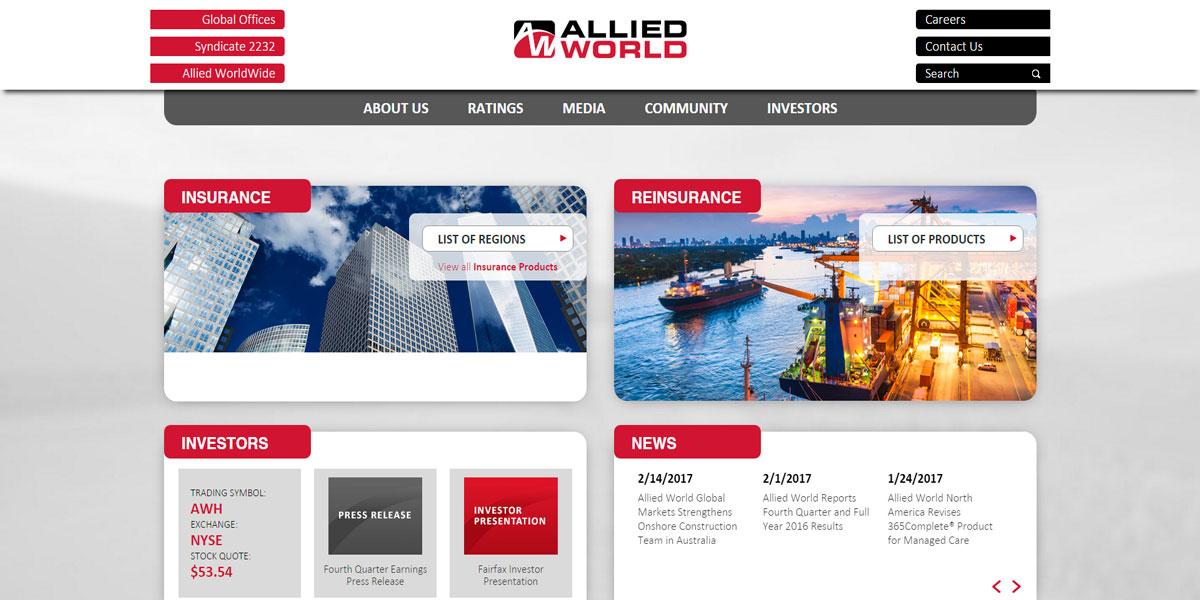 Global Offices
Syndicate 2232
Allied WorldWide
AW ALLIED
WORLD
Careers
Contact Us
Search
ABOUT US RATINGS MEDIA COMMUNITY INVESTORS
INSURANCE
LIST OF REGIONS
View all Insurance Products
REINSURANCE
LIST OF PRODUCTS
INVESTORS
TRADING SYMBOL:
AWH
EXCHANGE:
NYSE
STOCK QUOTE:
$53.54
PRESS RELEASE
Fourth Quarter Earnings
Press Release
INVESTOR
PRESENTATION
Fairfax Investor
Presentation
NEWS
2/14/2017
Allied World Global
Markets Strengthens
Onshore Construction
Team in Australia
2/1/2017
Allied World Reports
Fourth Quarter and Full
Year 2016 Results
1/24/2017
Allied World North
America Revises
365Complete® Product
for Managed Care